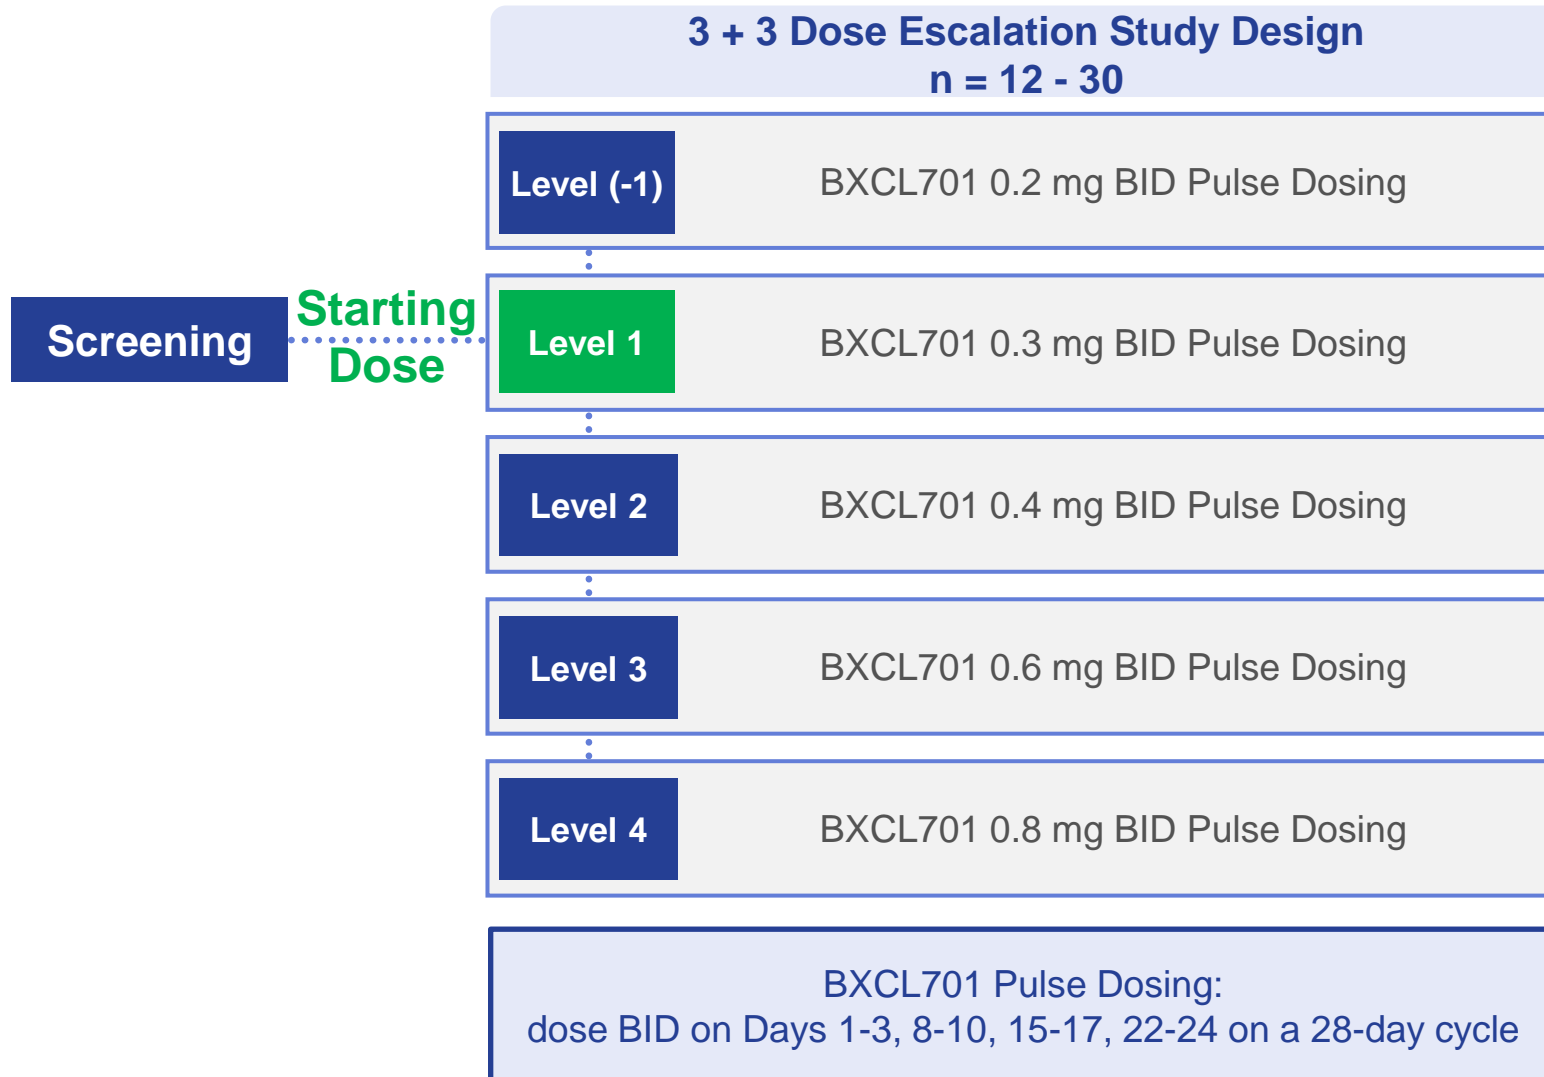 3 + 3 Dose Escalation Study Design
n = 12 - 30
Level (-1)
BXCL701 0.2 mg BID Pulse Dosing
Screening
Starting
Dose
Level 1
BXCL701 0.3 mg BID Pulse Dosing
Level 2
BXCL701 0.4 mg BID Pulse Dosing
Level 3
BXCL701 0.6 mg BID Pulse Dosing
Level 4
BXCL701 0.8 mg BID Pulse Dosing
BXCL701 Pulse Dosing:
dose BID on Days 1-3, 8-10, 15-17, 22-24 on a 28-day cycle